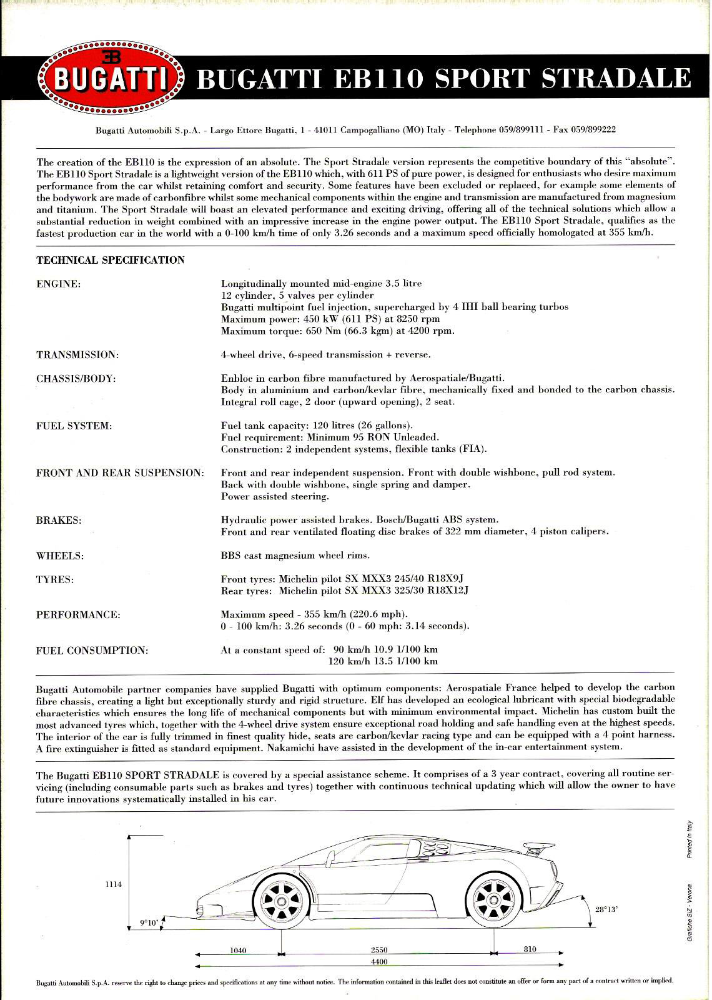 EB
BUGATTI
BUGATTI EB110 SPORT STRADALE
Bugatti Automobili S.p.A. - Largo Ettore Bugatti, 1 - 41011 Campogalliano (MO) Italy - Telephone 059/899111 - Fax 059/899222
The creation of the EB110 is the expression of an absolute. The Sport Stradale version represents the competitive boundary of this “absolute”.
The EB110 Sport Stradale is a lightweight version of the EB110 which, with 611 PS of pure power, is designed for enthusiasts who desire maximum
performance from the car whilst retaining comfort and security. Some features have been excluded or replaced, for example some elements of
the bodywork are made of carbonfibre whilst some mechanical components within the engine and transmission are manufactured from magnesium
and titanium. The Sport Stradale will boast an elevated performance and exciting driving, offering all of the technical solutions which allow a
substantial reduction in weight combined with an impressive increase in the engine power output. The EB110 Sport Stradale, qualifies as the
fastest production car in the world with a 0-100 km/h time of only 3.26 seconds and a maximum speed officially homologated at 355 km/h.
TECHNICAL SPECIFICATION
ENGINE: Longitudinally mounted mid-engine 3.5 litre
12 cylinder, 5 valves per cylinder
Bugatti multipoint fuel injection, supercharged by 4 IHI ball bearing turbos
Maximum power: 450 kW (611 PS) at 8250 rpm
Maximum torque: 650 Nm (66.3 kgm) at 4200 rpm.
TRANSMISSION: 4-wheel drive, 6-speed transmission + reverse.
CHASSIS/BODY: Enbloc in carbon fibre manufactured by Aerospatiale/Bugatti.
Body in aluminium and carbon/kevlar fibre, mechanically fixed and bonded to the carbon chassis.
Integral roll cage, 2 door (upward opening), 2 seat.
FUEL SYSTEM: Fuel tank capacity: 120 litres (26 gallons).
Fuel requirement: Minimum 95 RON Unleaded.
Construction: 2 independent systems, flexible tanks (FIA).
FRONT AND REAR SUSPENSION: Front and rear independent suspension. Front with double wishbone, pull rod system.
Back with double wishbone, single spring and damper.
Power assisted steering.
BRAKES: Hydraulic power assisted brakes. Bosch/Bugatti ABS system.
Front and rear ventilated floating disc brakes of 322 mm diameter, 4 piston calipers.
WHEELS: BBS cast magnesium wheel rims.
TYRES: Front tyres: Michelin pilot SX MXX3 245/40 R18X9J
Rear tyres: Michelin pilot SX MXX3 325/30 R18X12J
PERFORMANCE: Maximum speed - 355 km/h (220.6 mph).
0 - 100 km/h: 3.26 seconds (0 - 60 mph: 3.14 seconds).
FUEL CONSUMPTION: At a constant speed of: 90 km/h 10.9 1/100 km
120 km/h 13.5 1/100 km
Bugatti Automobile partner companies have supplied Bugatti with optimum components: Aerospatiale France helped to develop the carbon
fibre chassis, creating a light but exceptionally sturdy and rigid structure. Elf has developed an ecological lubricant with special biodegradable
characteristics which ensures the long life of mechanical components but with minimum environmental impact. Michelin has custom built the
most advanced tyres which, together with the 4-wheel drive system ensure exceptional road holding and safe handling even at the highest speeds.
The interior of the car is fully trimmed in finest quality hide, seats are carbon/kevlar racing type and can be equipped with a 4 point harness.
A fire extinguisher is fitted as standard equipment. Nakamichi have assisted in the development of the in-car entertainment system.
The Bugatti EB110 SPORT STRADALE is covered by a special assistance scheme. It comprises of a 3 year contract, covering all routine ser-
vicing (including consumable parts such as brakes and tyres) together with continuous technical updating which will allow the owner to have
future innovations systematically installed in his car.
1114
9°10'
28°13'
1040 2550 810
4400
Grafiche SiZ - Verona Printed in Italy
Bugatti Automobili S.p.A. reserve the right to change prices and specifications at any time without notice. The information contained in this leaflet does not constitute an offer or form any part of a contract written or implied.